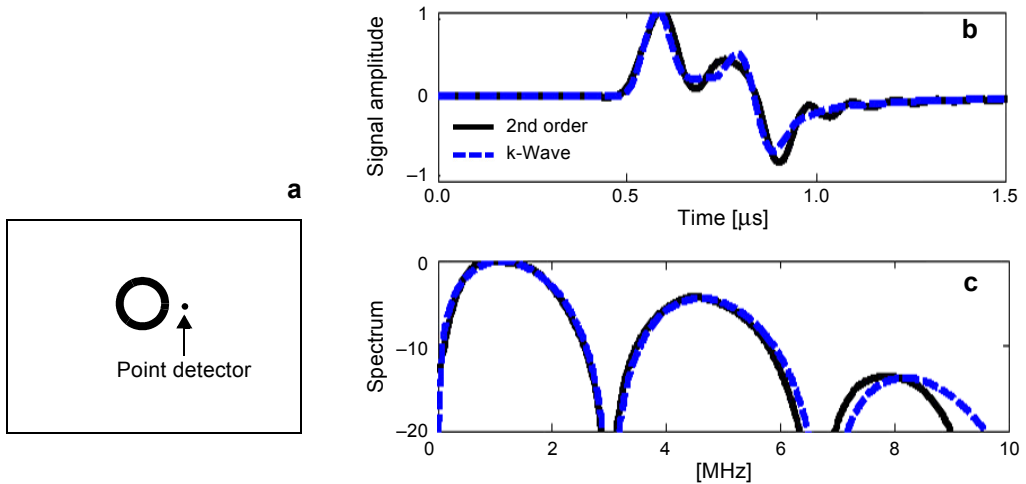 a
Point detector
b
Signal amplitude
1
0
–1
2nd order
k-Wave
0.0 0.5 1.0 1.5
Time [μs]
c
Spectrum
0
–10
–20
0 2 4 6 8 10
[MHz]